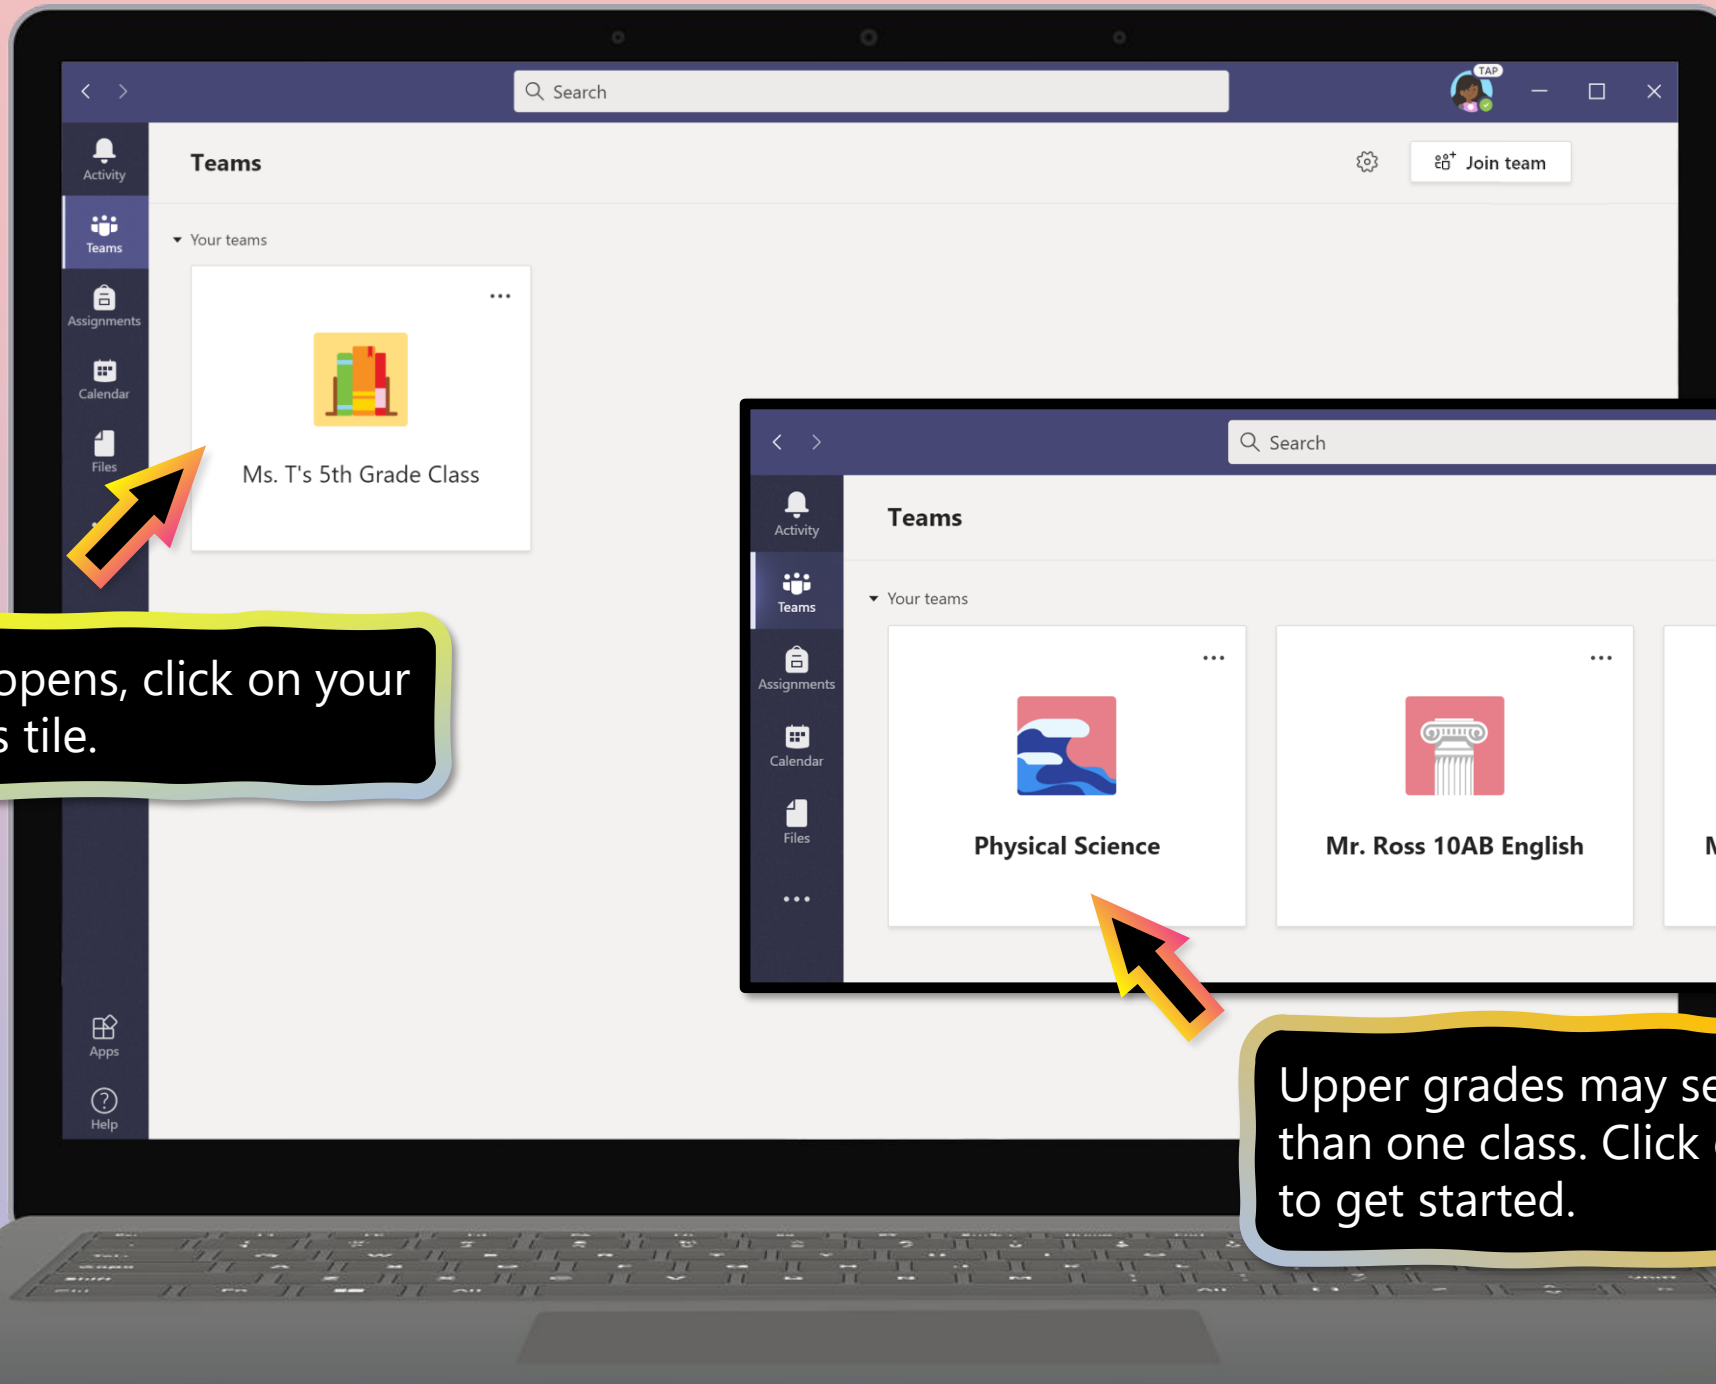 Search
TAP
Activity
Teams
Join team
Teams
Your teams
Assignments
Calendar
Files
Ms. T's 5th Grade Class
opens, click on your
s tile.
Apps
Help
Search
Activity
Teams
Teams
Your teams
Assignments
Calendar
Files
Physical Science
Mr. Ross 10AB English
M
Upper grades may se
than one class. Click
to get started.